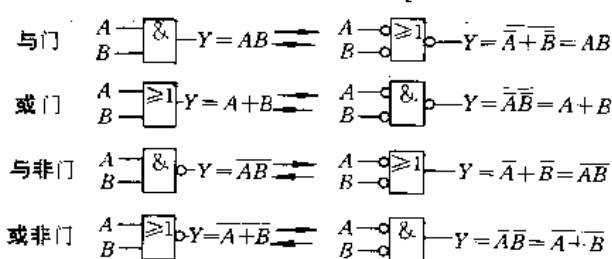 与门 A B & Y = AB A B ≥1 Y = \overline{\overline{A} + \overline{B}} = AB
或门 A B ≥1 Y = A + B A B & Y = \overline{\overline{A}\,\overline{B}} = A + B
与非门 A B & Y = \overline{AB} A B ≥1 Y = \overline{A} + \overline{B} = \overline{AB}
或非门 A B ≥1 Y = \overline{A + B} A B & Y = \overline{A}\,\overline{B} = \overline{A + B}